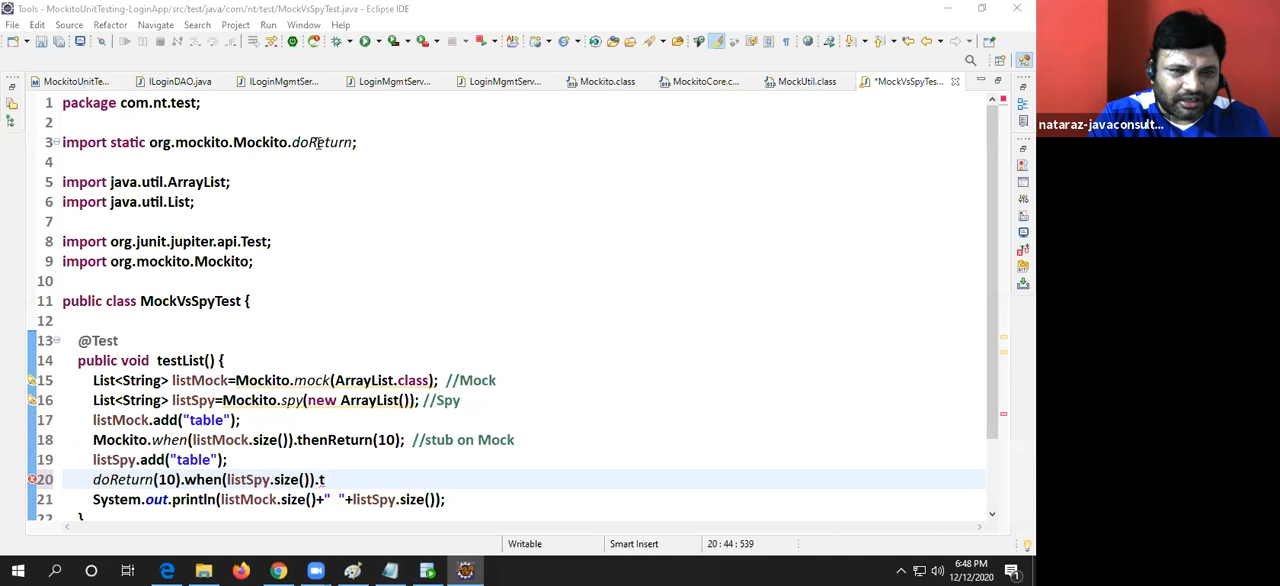 Tools - MockitoUnitTesting-LoginApp/src/test/java/com/nt/test/MockVsSpyTest.java - Eclipse IDE
File Edit Source Refactor Navigate Search Project Run Window Help
MockitoUnitTe... ILoginDAO.java ILoginMgmtSer... LoginMgmtServ... LoginMgmtServ... Mockito.class MockitoCore.c... MockUtil.class *MockVsSpyTes...
1 package com.nt.test;
2
3 import static org.mockito.Mockito.doReturn;
4
5 import java.util.ArrayList;
6 import java.util.List;
7
8 import org.junit.jupiter.api.Test;
9 import org.mockito.Mockito;
10
11 public class MockVsSpyTest {
12
13 @Test
14 public void testList() {
15 List<String> listMock=Mockito.mock(ArrayList.class); //Mock
16 List<String> listSpy=Mockito.spy(new ArrayList()); //Spy
17 listMock.add("table");
18 Mockito.when(listMock.size()).thenReturn(10); //stub on Mock
19 listSpy.add("table");
20 doReturn(10).when(listSpy.size()).t
21 System.out.println(listMock.size()+" "+listSpy.size());
22 }
Writable Smart Insert 20 : 44 : 539
nataraz-javaconsult...
6:48 PM
12/12/2020
1